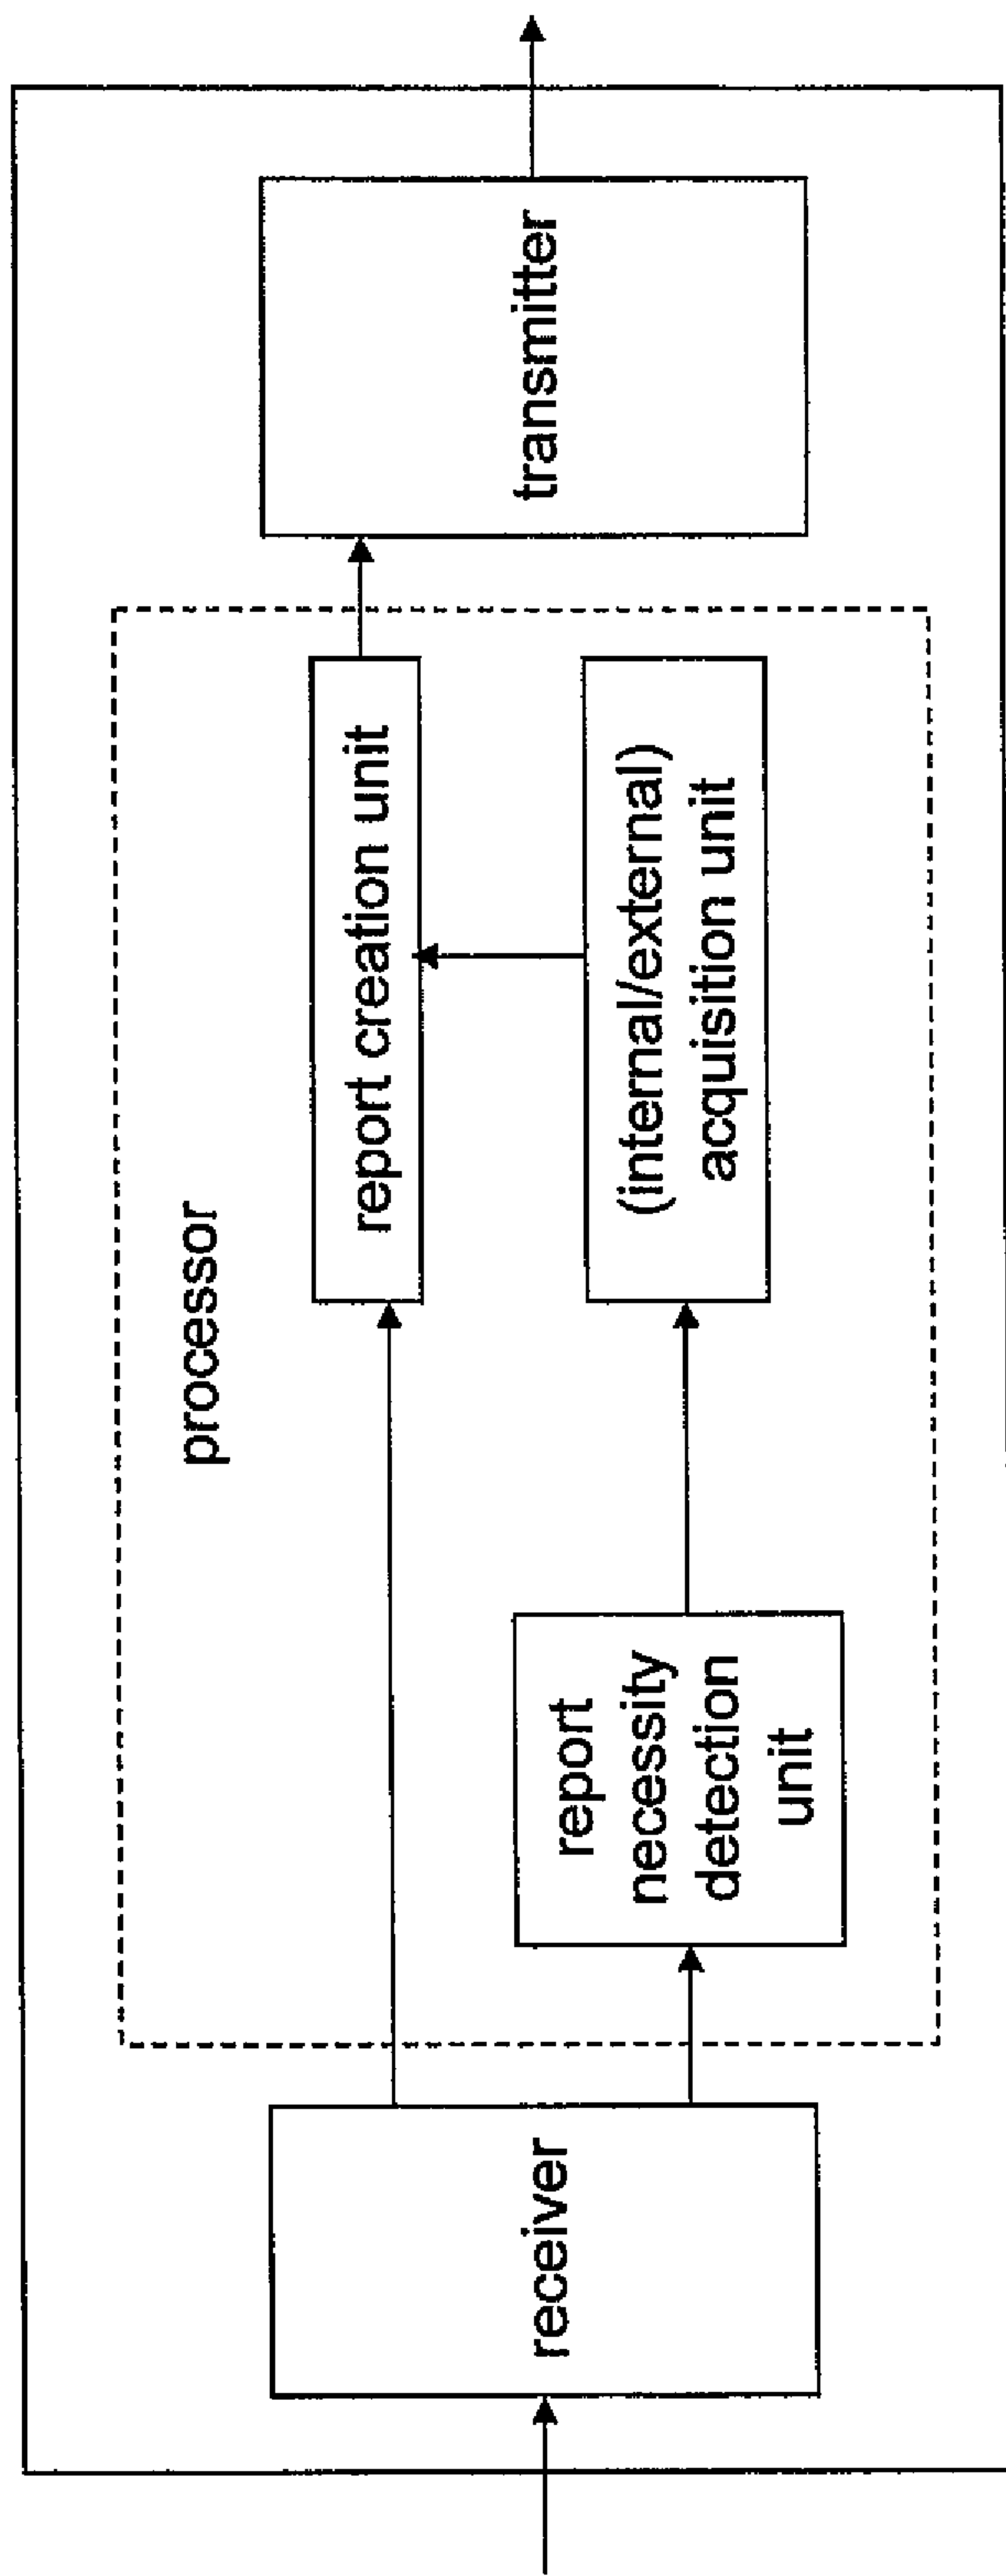 processor
receiver
report
necessity
detection
unit
report creation unit
(internal/external)
acquisition unit
transmitter